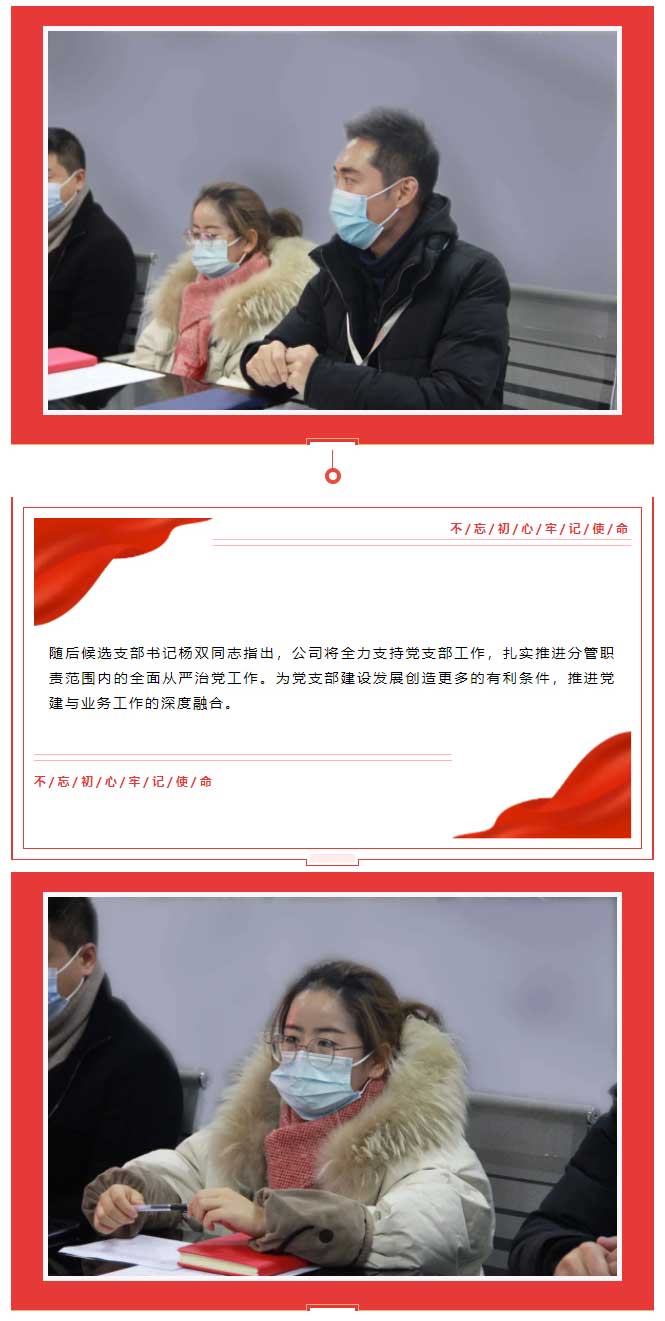 不/忘/初/心/牢/记/使/命
随后候选支部书记杨双同志指出，公司将全力支持党支部工作，扎实推进分管职
责范围内的全面从严治党工作。为党支部建设发展创造更多的有利条件，推进党
建与业务工作的深度融合。
不/忘/初/心/牢/记/使/命